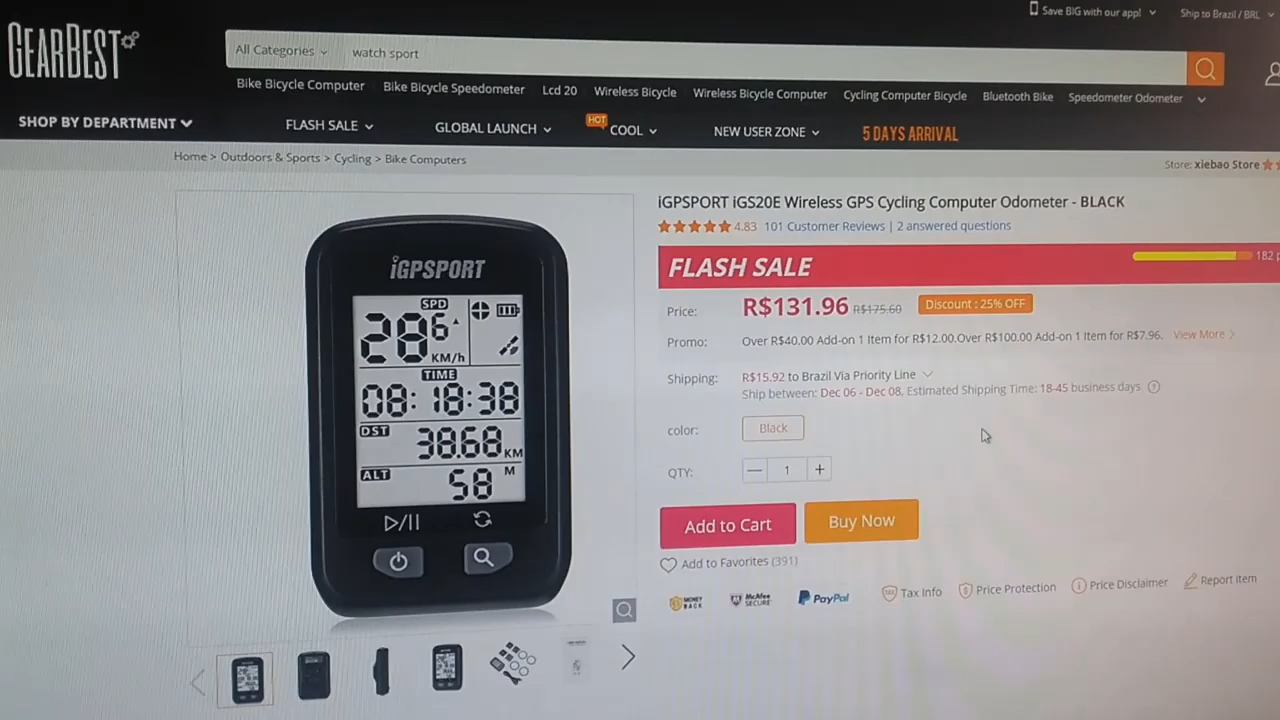 Save BIG with our app!
Ship to Brazil / BRL
GEARBEST
All Categories
watch sport
Bike Bicycle Computer
Bike Bicycle Speedometer
Lcd 20
Wireless Bicycle
Wireless Bicycle Computer
Cycling Computer Bicycle
Bluetooth Bike
Speedometer Odometer
SHOP BY DEPARTMENT
FLASH SALE
GLOBAL LAUNCH
HOT
COOL
NEW USER ZONE
5 DAYS ARRIVAL
Home > Outdoors & Sports > Cycling > Bike Computers
Store: xiebao Store
iGPSPORT iGS20E Wireless GPS Cycling Computer Odometer - BLACK
4.83 101 Customer Reviews | 2 answered questions
FLASH SALE
182
Price: R$131.96 R$175.60 Discount : 25% OFF
Promo: Over R$40.00 Add-on 1 Item for R$12.00.Over R$100.00 Add-on 1 Item for R$7.96. View More >
Shipping: R$15.92 to Brazil Via Priority Line
Ship between: Dec 06 - Dec 08, Estimated Shipping Time: 18-45 business days ?
color: Black
QTY: — 1 +
Add to Cart
Buy Now
Add to Favorites (391)
MONEY BACK
McAfee SECURE
PayPal
Tax Info
Price Protection
Price Disclaimer
Report item
iGPSPORT
SPD
28.6
KM/h
TIME
08:18:38
DST
38.68 KM
ALT
58 M